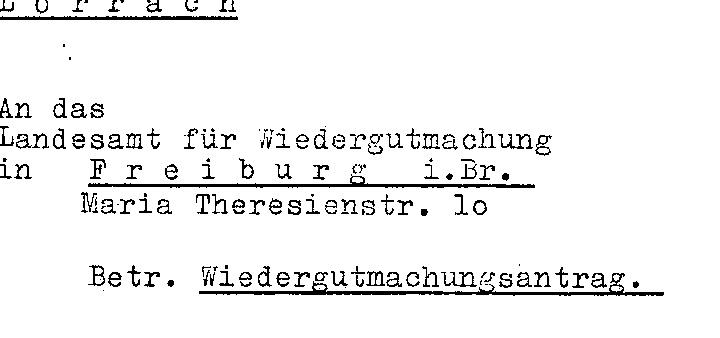 L ö r r a c h
An das
Landesamt für Wiedergutmachung
in F r e i b u r g i.Br.
Maria Theresienstr. lo
Betr. Wiedergutmachungsantrag.